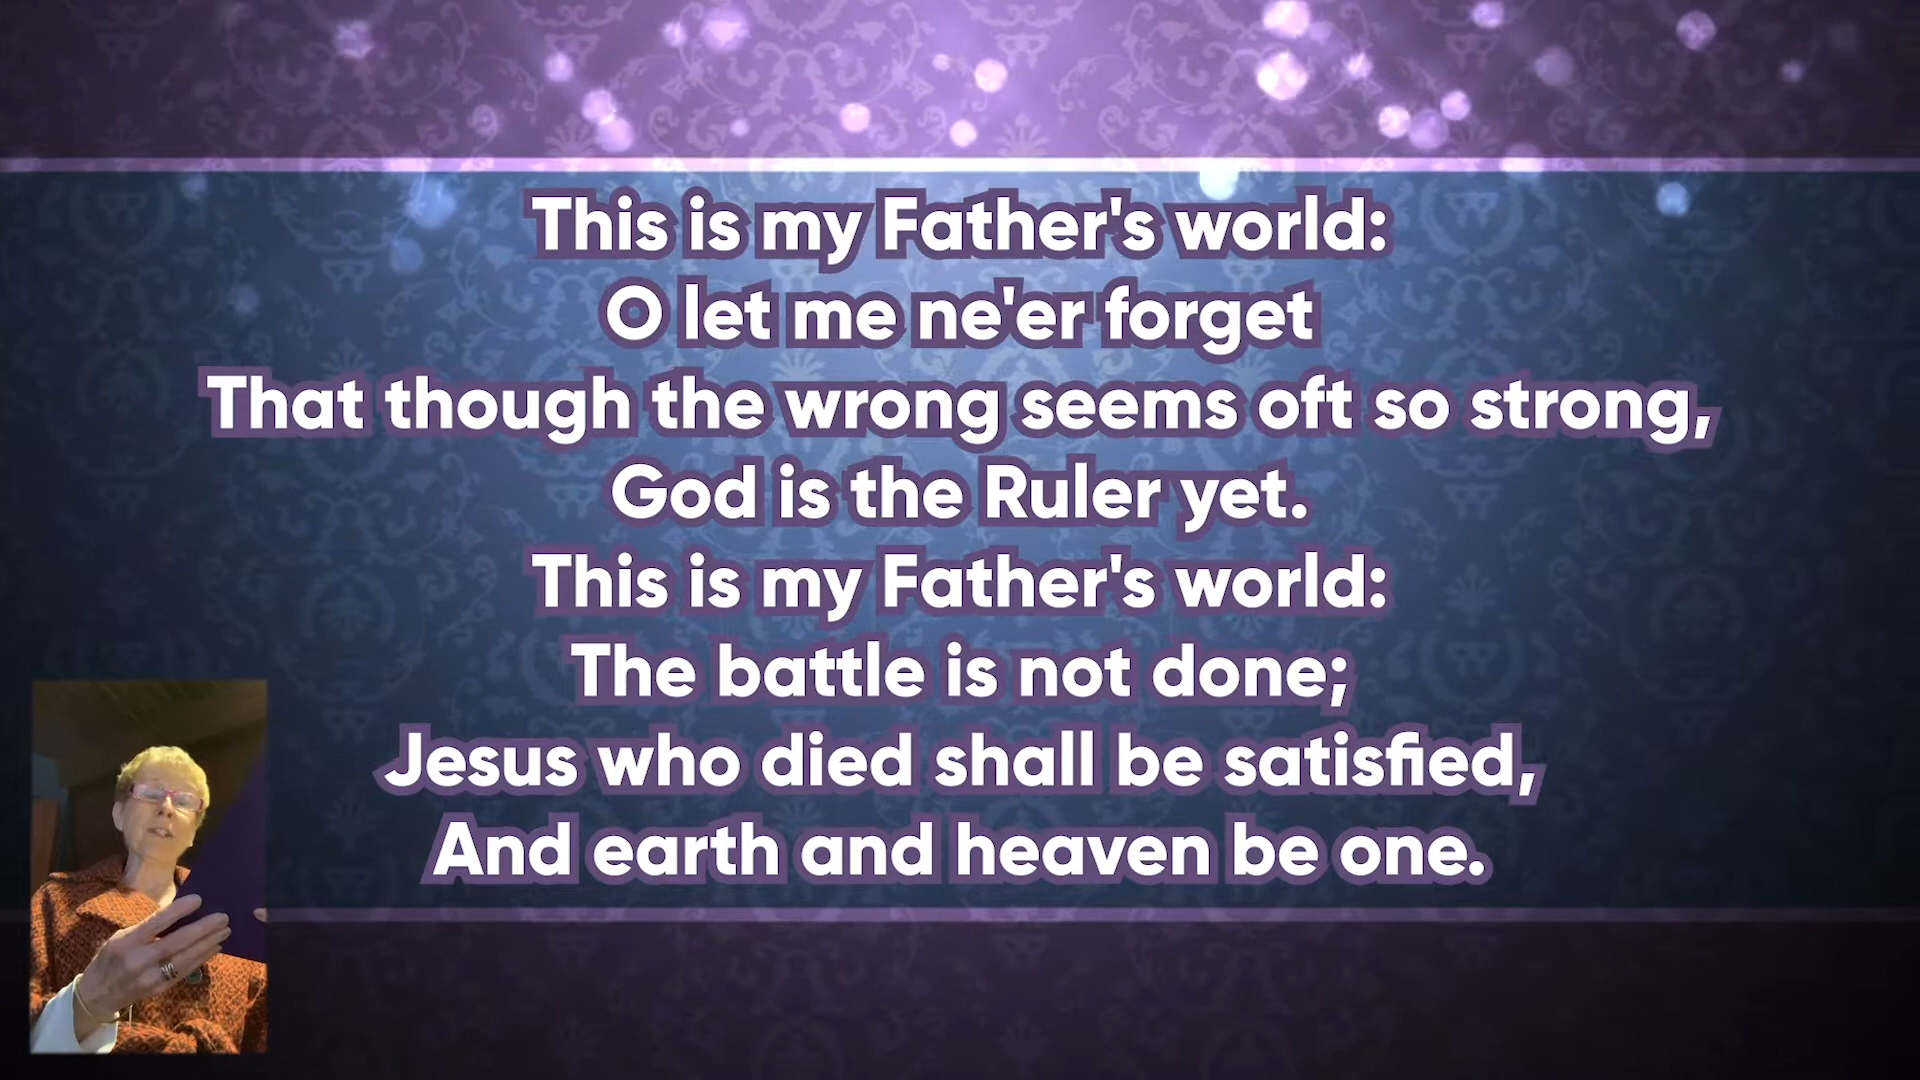 This is my Father's world:
O let me ne'er forget
That though the wrong seems oft so strong,
God is the Ruler yet.
This is my Father's world:
The battle is not done;
Jesus who died shall be satisfied,
And earth and heaven be one.